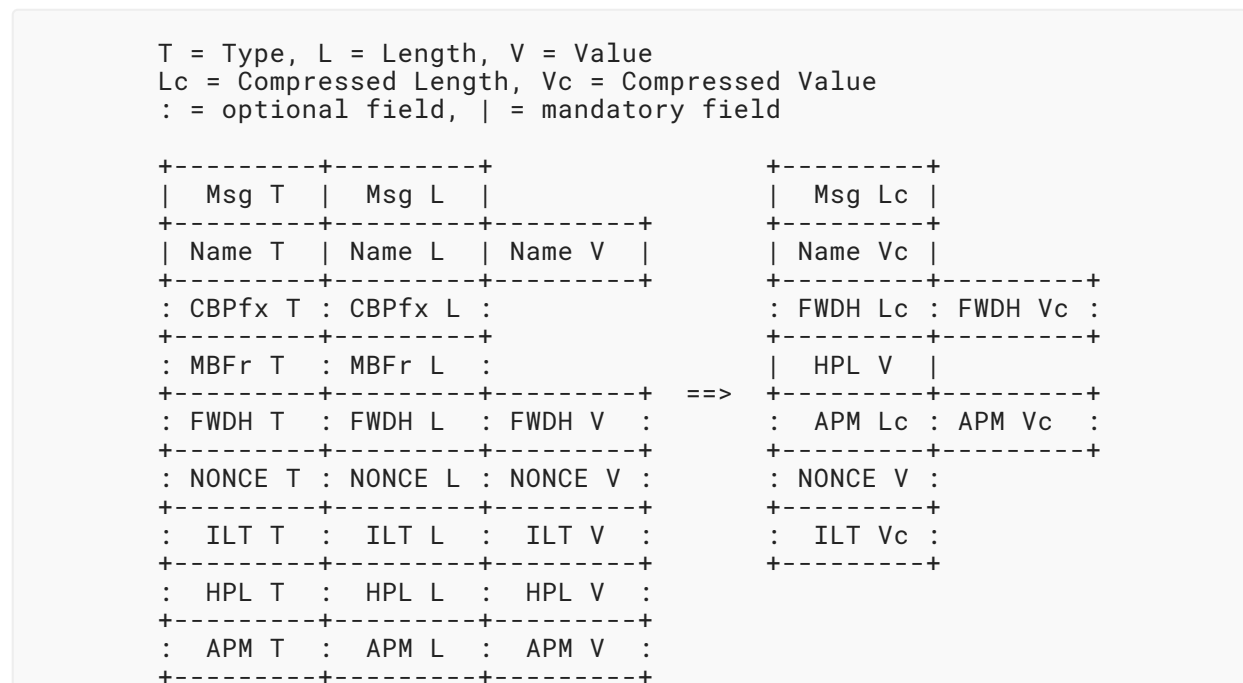 T = Type, L = Length, V = Value
Lc = Compressed Length, Vc = Compressed Value
: = optional field, | = mandatory field

+---------+---------+                 +---------+
|  Msg T  |  Msg L  |                 |  Msg Lc |
+---------+---------+---------+       +---------+
| Name T  | Name L  | Name V  |       | Name Vc |
+---------+---------+---------+       +---------+---------+
: CBPfx T : CBPfx L :                 : FWDH Lc : FWDH Vc :
+---------+---------+                 +---------+---------+
: MBFr T  : MBFr L  :                 |  HPL V  |
+---------+---------+---------+  ==>  +---------+---------+
: FWDH T  : FWDH L  : FWDH V  :       :  APM Lc : APM Vc  :
+---------+---------+---------+       +---------+---------+
: NONCE T : NONCE L : NONCE V :       : NONCE V :
+---------+---------+---------+       +---------+
:  ILT T  :  ILT L  :  ILT V  :       :  ILT Vc :
+---------+---------+---------+       +---------+
:  HPL T  :  HPL L  :  HPL V  :
+---------+---------+---------+
:  APM T  :  APM L  :  APM V  :
+---------+---------+---------+